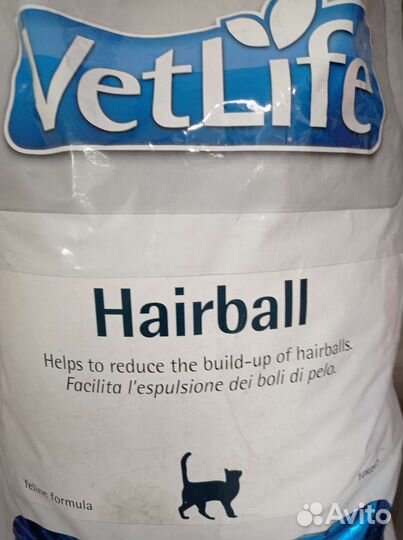 VetLife
Hairball
Helps to reduce the build-up of hairballs.
Facilita l'espulsione dei boli di pelo.
feline formula
Avito